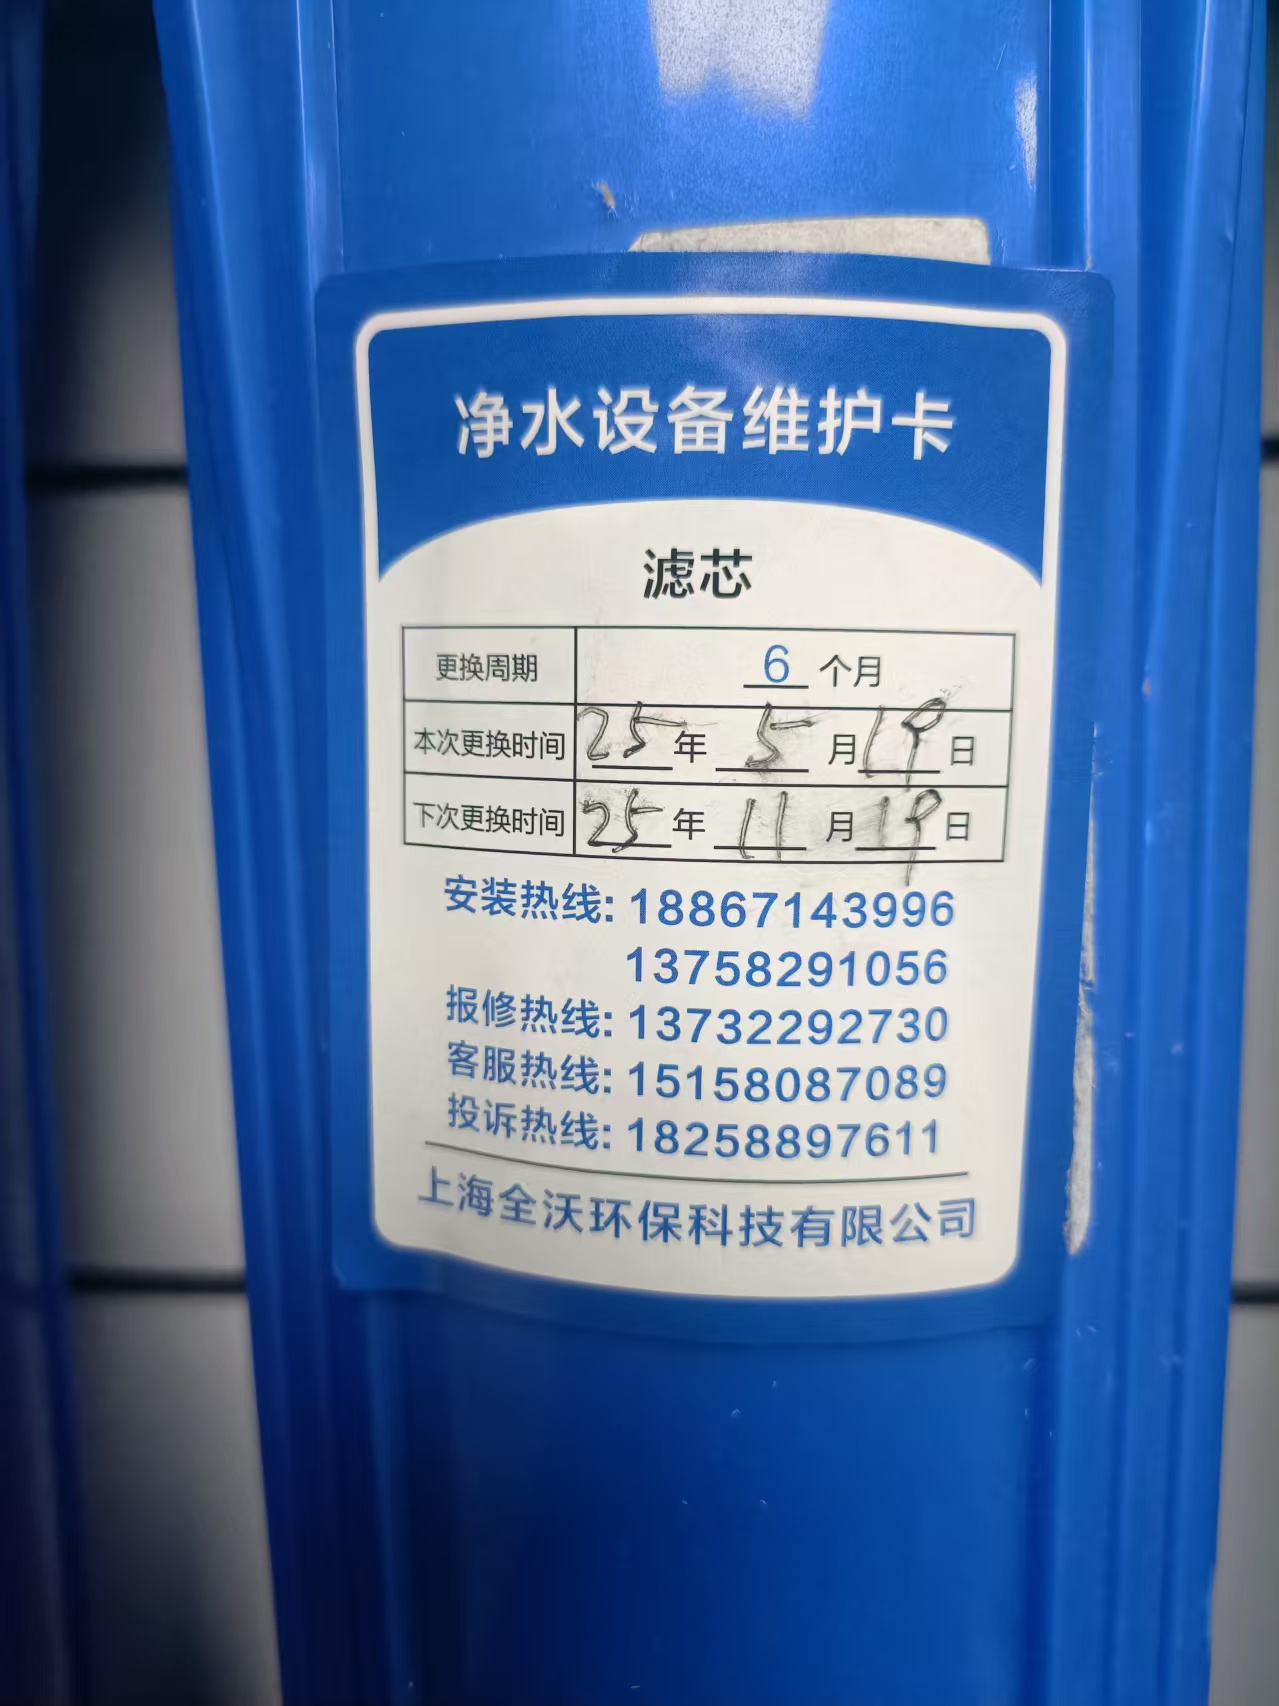 净水设备维护卡
滤芯
更换周期 6 个月
本次更换时间 25 年 5 月 19 日
下次更换时间 25 年 11 月 19 日
安装热线: 18867143996
13758291056
报修热线: 13732292730
客服热线: 15158087089
投诉热线: 18258897611
上海全沃环保科技有限公司